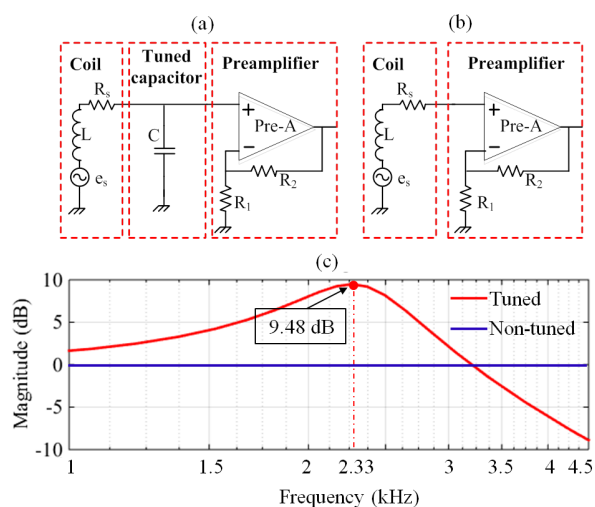 (a)
Coil
Tuned
capacitor
Preamplifier
Rs
L
es
C
+
−
Pre-A
R2
R1
(b)
Coil
Preamplifier
Rs
L
es
+
−
Pre-A
R2
R1
(c)
Magnitude (dB)
10
5
0
-5
-10
9.48 dB
Tuned
Non-tuned
1
1.5
2
2.33
3
3.5
4
4.5
Frequency (kHz)